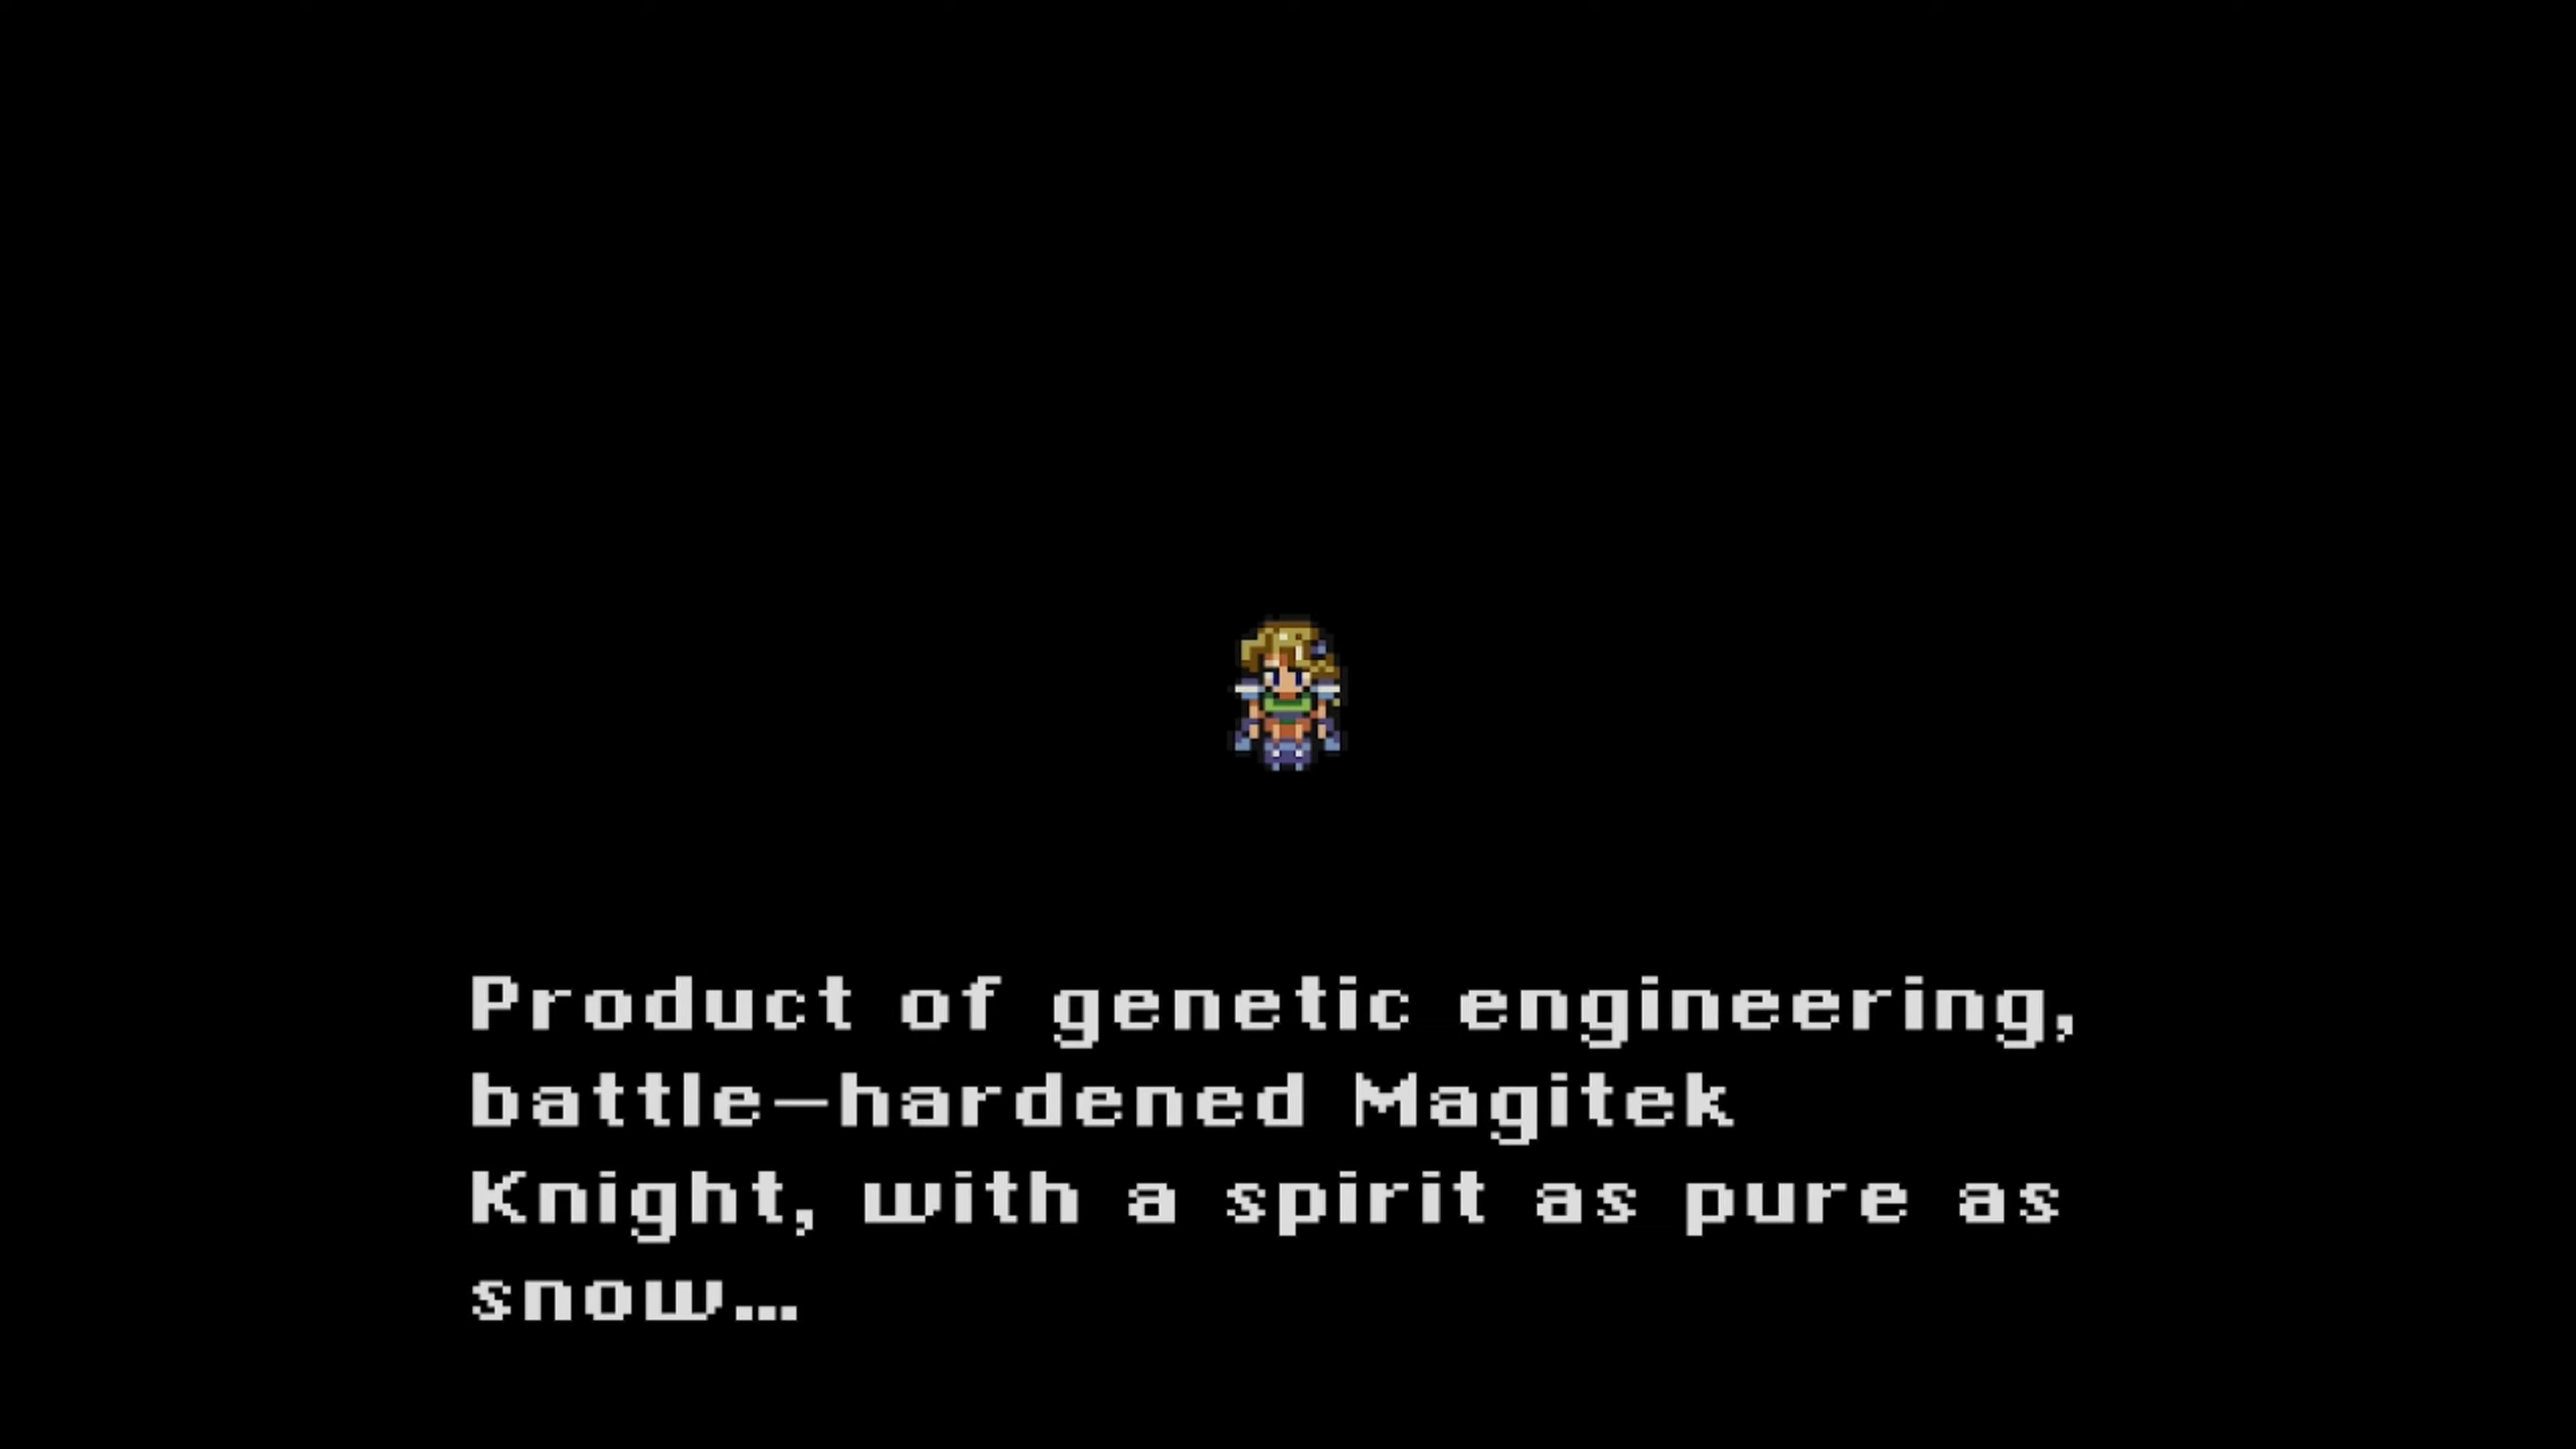 Product of genetic engineering,
battle—hardened Magitek
Knight, with a spirit as pure as
snow…